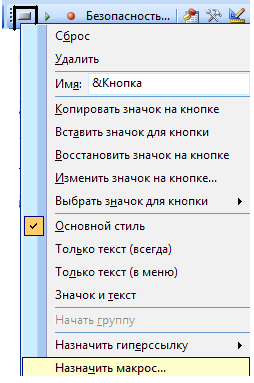 Безопасность...
Сброс
Удалить
Имя: &Кнопка
Копировать значок на кнопке
Вставить значок для кнопки
Восстановить значок на кнопке
Изменить значок на кнопке...
Выбрать значок для кнопки
Основной стиль
Только текст (всегда)
Только текст (в меню)
Значок и текст
Начать группу
Назначить гиперссылку
Назначить макрос...